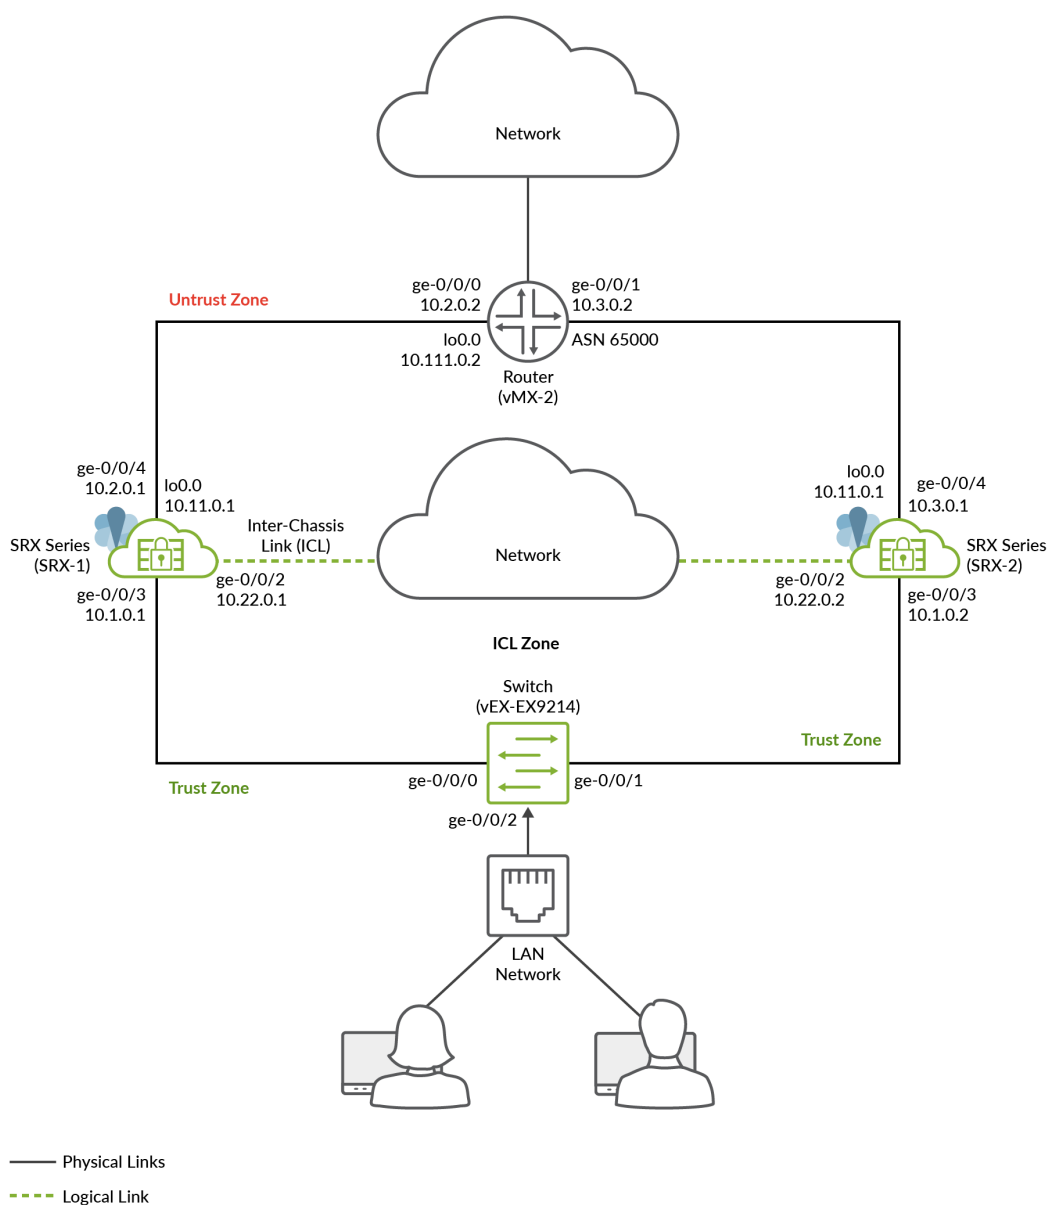 Network
ge-0/0/0
10.2.0.2
ge-0/0/1
10.3.0.2
Untrust Zone
lo0.0
10.111.0.2
ASN 65000
Router
(vMX-2)
ge-0/0/4
10.2.0.1
lo0.0
10.11.0.1
lo0.0
10.11.0.1
ge-0/0/4
10.3.0.1
SRX Series
(SRX-1)
Inter-Chassis
Link (ICL)
Network
SRX Series
(SRX-2)
ge-0/0/3
10.1.0.1
ge-0/0/2
10.22.0.1
ge-0/0/2
10.22.0.2
ge-0/0/3
10.1.0.2
ICL Zone
Switch
(vEX-EX9214)
Trust Zone
Trust Zone
ge-0/0/0
ge-0/0/1
ge-0/0/2
LAN
Network
Physical Links
Logical Link